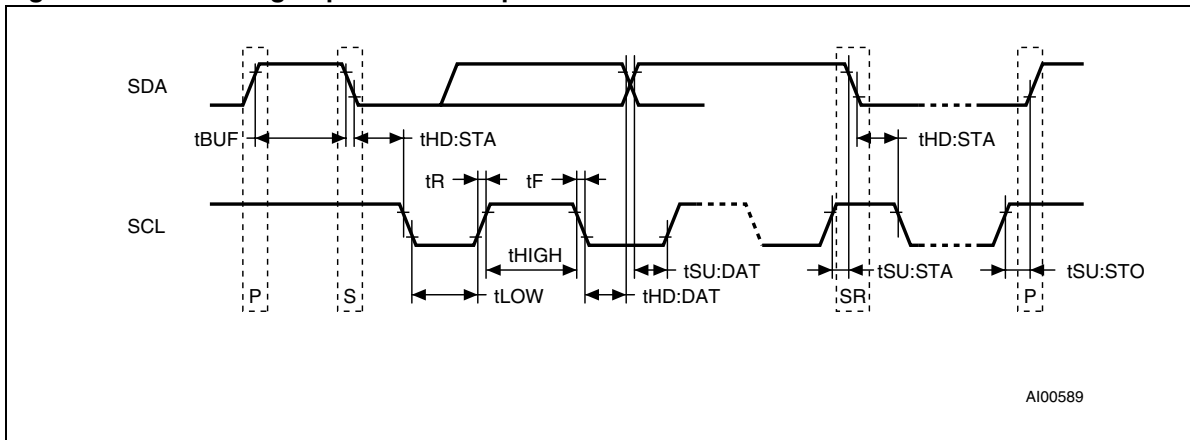 SDA
tBUF
tHD:STA
tHD:STA
tR
tF
SCL
tHIGH
tLOW
tSU:DAT
tHD:DAT
tSU:STA
tSU:STO
P
S
SR
P
AI00589